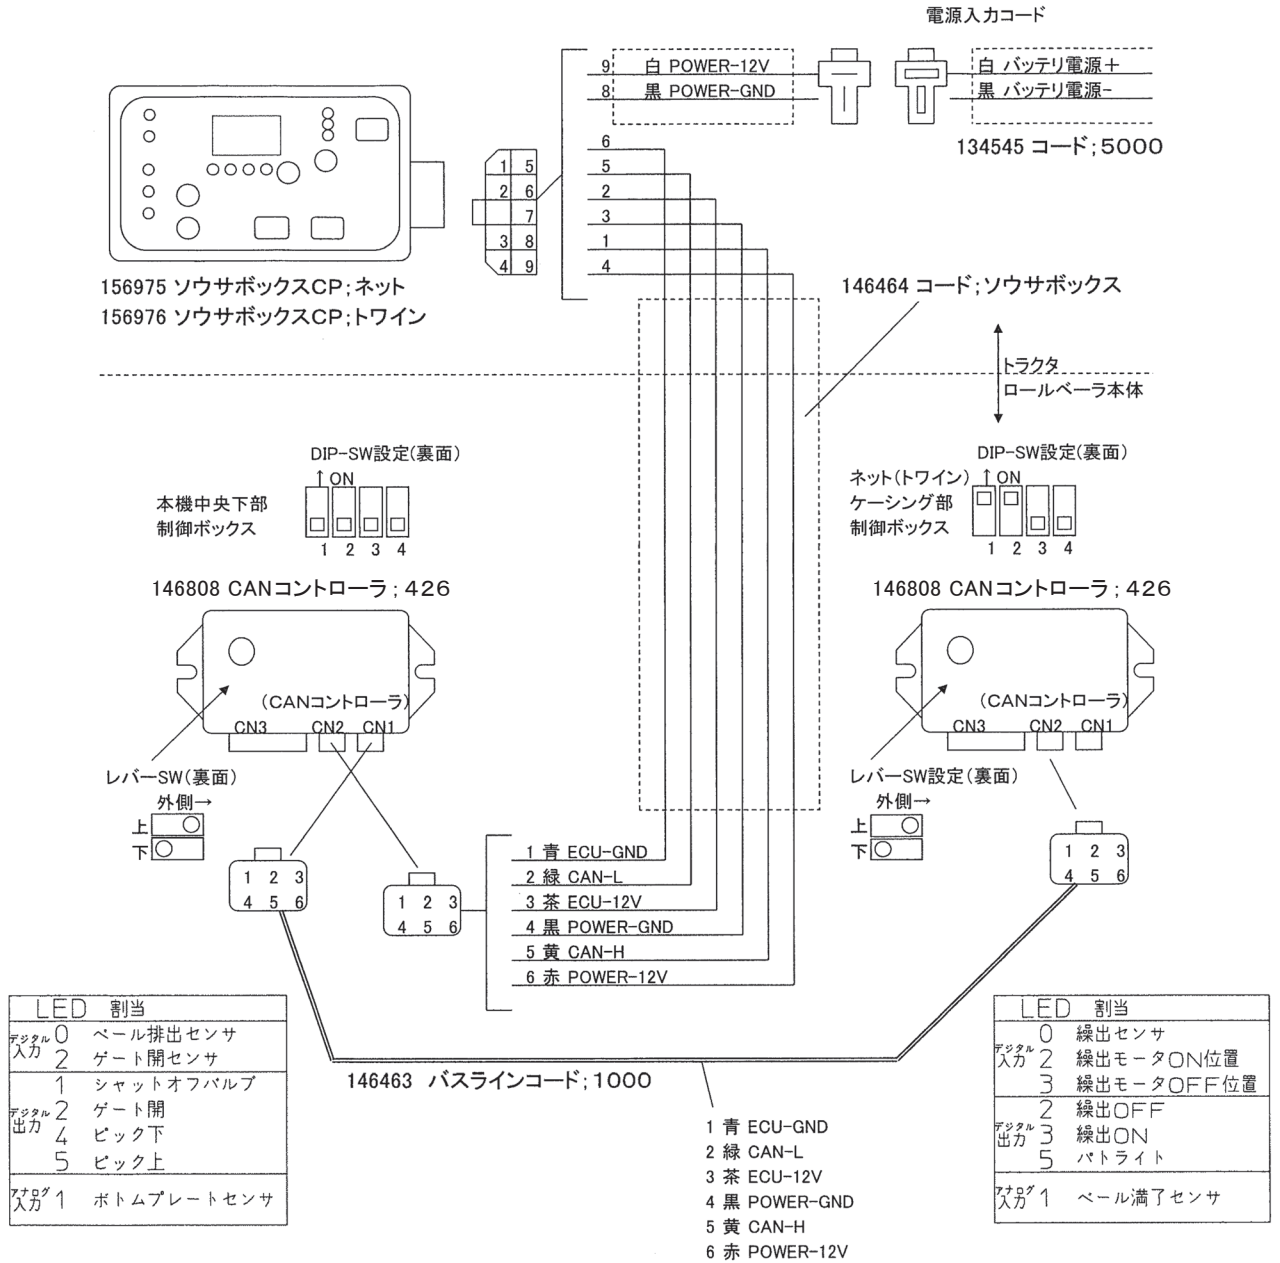 電源入力コード
9 白 POWER-12V
8 黒 POWER-GND
白 バッテリ電源＋
黒 バッテリ電源-
134545 コード;5000
6
5
2
3
1
4
1 5
2 6
7
3 8
4 9
156975 ソウサボックスCP;ネット
156976 ソウサボックスCP;トワイン
146464 コード;ソウサボックス
トラクタ
ロールベーラ本体
DIP-SW設定(裏面)
↑ ON
本機中央下部
制御ボックス
1 2 3 4
DIP-SW設定(裏面)
ネット(トワイン)
↑ ON
ケーシング部
制御ボックス
1 2 3 4
146808 CANコントローラ;426
(CANコントローラ)
CN3 CN2 CN1
レバーSW(裏面)
外側→
上
下
146808 CANコントローラ;426
(CANコントローラ)
CN3 CN2 CN1
レバーSW設定(裏面)
外側→
上
下
1 2 3
4 5 6
1 2 3
4 5 6
1 2 3
4 5 6
1 青 ECU-GND
2 緑 CAN-L
3 茶 ECU-12V
4 黒 POWER-GND
5 黄 CAN-H
6 赤 POWER-12V
146463 バスラインコード;1000
1 青 ECU-GND
2 緑 CAN-L
3 茶 ECU-12V
4 黒 POWER-GND
5 黄 CAN-H
6 赤 POWER-12V
LED 割当
デジタル入力
0 ベール排出センサ
2 ゲート開センサ
デジタル出力
1 シャットオフバルブ
2 ゲート開
4 ピック下
5 ピック上
アナログ入力
1 ボトムプレートセンサ
LED 割当
デジタル入力
0 繰出センサ
2 繰出モータON位置
3 繰出モータOFF位置
デジタル出力
2 繰出OFF
3 繰出ON
5 パトライト
アナログ入力
1 ベール満了センサ